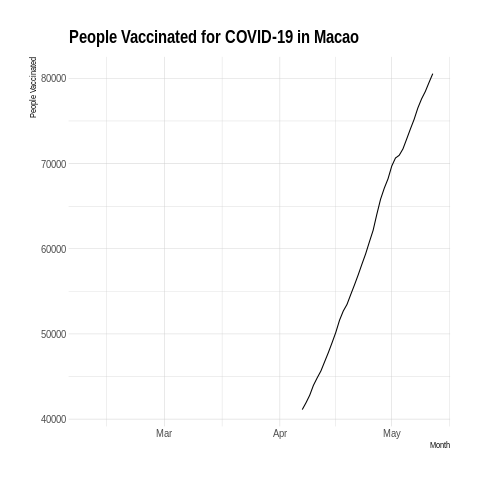 People Vaccinated for COVID-19 in Macao
People Vaccinated
80000
70000
60000
50000
40000
Mar
Apr
May
Month